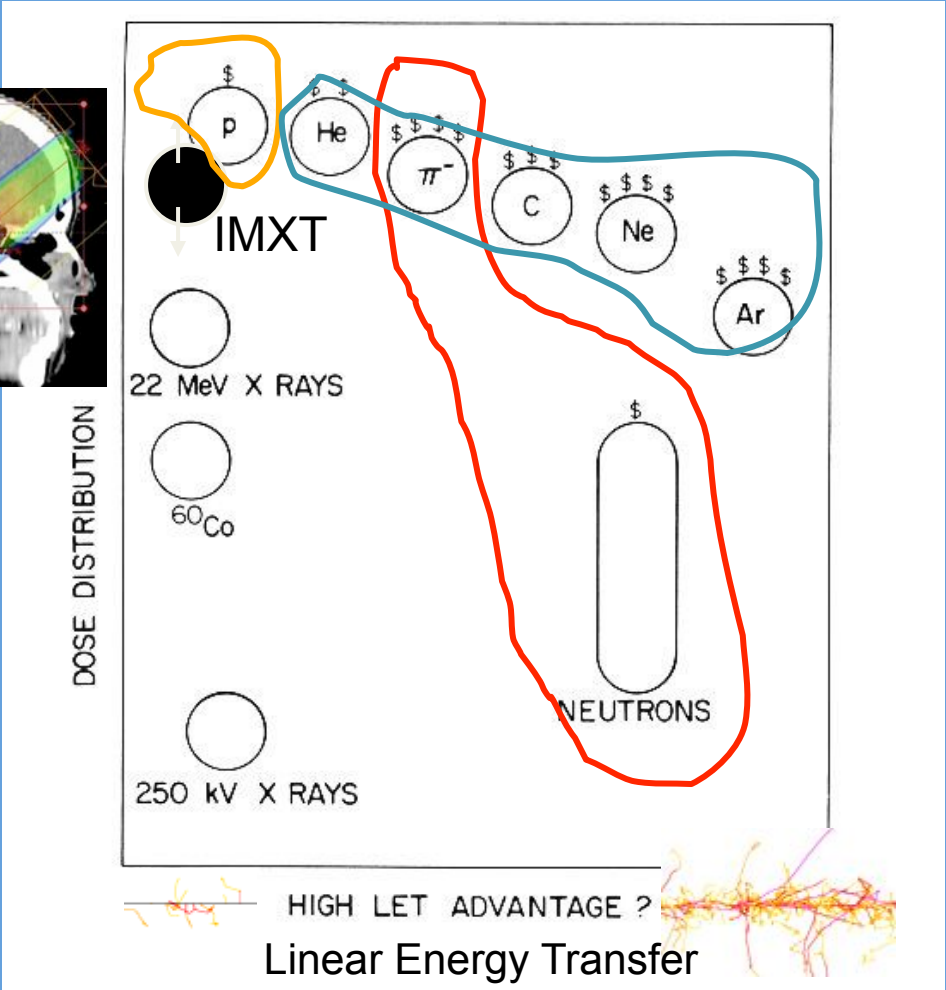 $
p
$ $
He
$ $ $ $
π⁻
$ $ $
C
$ $ $ $
Ne
$ $ $ $
Ar
IMXT
22 MeV X RAYS
⁶⁰Co
$
NEUTRONS
250 kV X RAYS
DOSE DISTRIBUTION
HIGH LET ADVANTAGE ?
Linear Energy Transfer